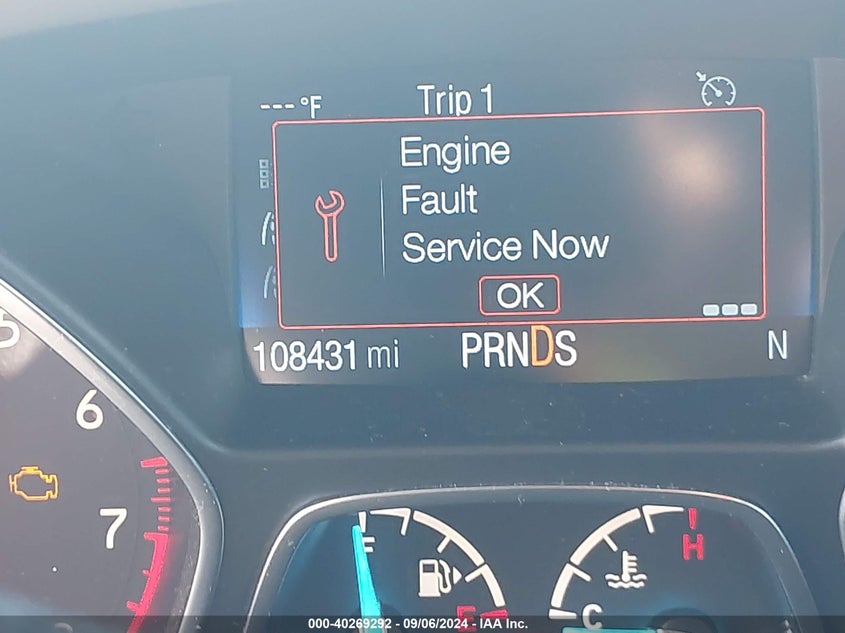 ---°F
Trip 1
Engine
Fault
Service Now
OK
108431 mi
PRNDS
N
5
6
7
F
E
H
C
000-40269292 - 09/06/2024 - IAA Inc.